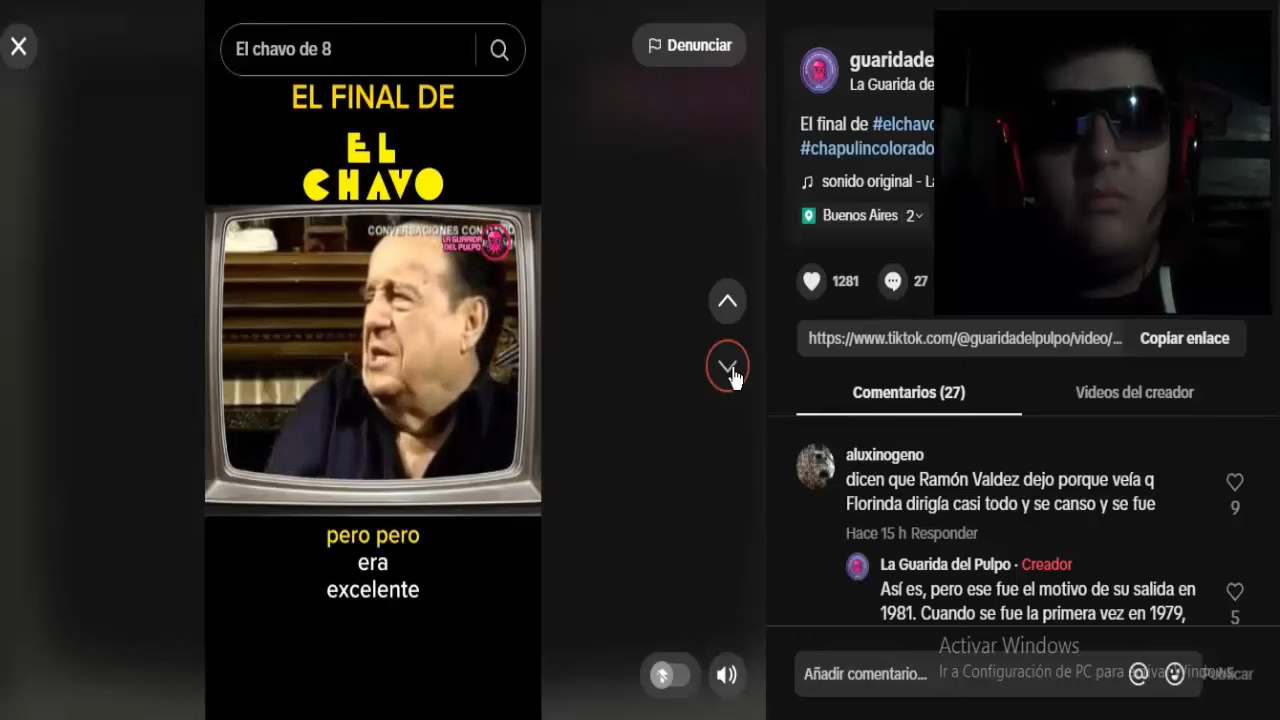 El chavo de 8
Denunciar
EL FINAL DE
EL
CHAVO
CONVERSACIONES CON
LA GUARIDA
DEL PULPO
pero pero
era
excelente
guaridade
La Guarida de
El final de #elchavo
#chapulincolorado
sonido original - La
Buenos Aires 2
1281
27
https://www.tiktok.com/@guaridadelpulpo/video/...
Copiar enlace
Comentarios (27)
Videos del creador
aluxinogeno
dicen que Ramón Valdez dejo porque veía q
Florinda dirigía casi todo y se canso y se fue
9
Hace 15 h Responder
La Guarida del Pulpo · Creador
Así es, pero ese fue el motivo de su salida en
1981. Cuando se fue la primera vez en 1979,
5
Activar Windows
Ir a Configuración de PC para activar Windows.
Añadir comentario...
Publicar